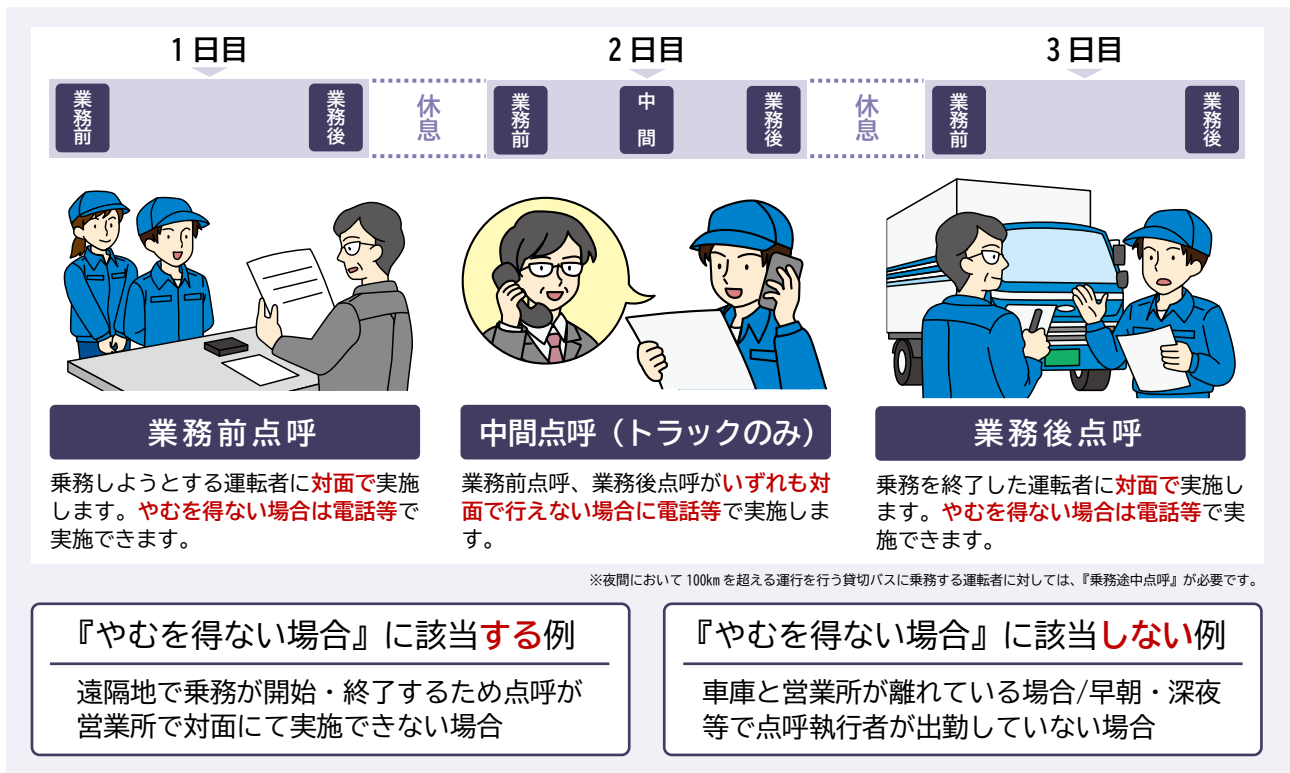 1日目
2日目
3日目
業務前
業務後
休息
業務前
中間
業務後
休息
業務前
業務後
業務前点呼
乗務しようとする運転者に対面で実施
します。やむを得ない場合は電話等で
実施できます。
中間点呼（トラックのみ）
業務前点呼、業務後点呼がいずれも対
面で行えない場合に電話等で実施しま
す。
業務後点呼
乗務を終了した運転者に対面で実施し
ます。やむを得ない場合は電話等で実
施できます。
※夜間において100kmを超える運行を行う貸切バスに乗務する運転者に対しては、『乗務途中点呼』が必要です。
『やむを得ない場合』に該当する例
遠隔地で乗務が開始・終了するため点呼が
営業所で対面にて実施できない場合
『やむを得ない場合』に該当しない例
車庫と営業所が離れている場合/早朝・深夜
等で点呼執行者が出勤していない場合